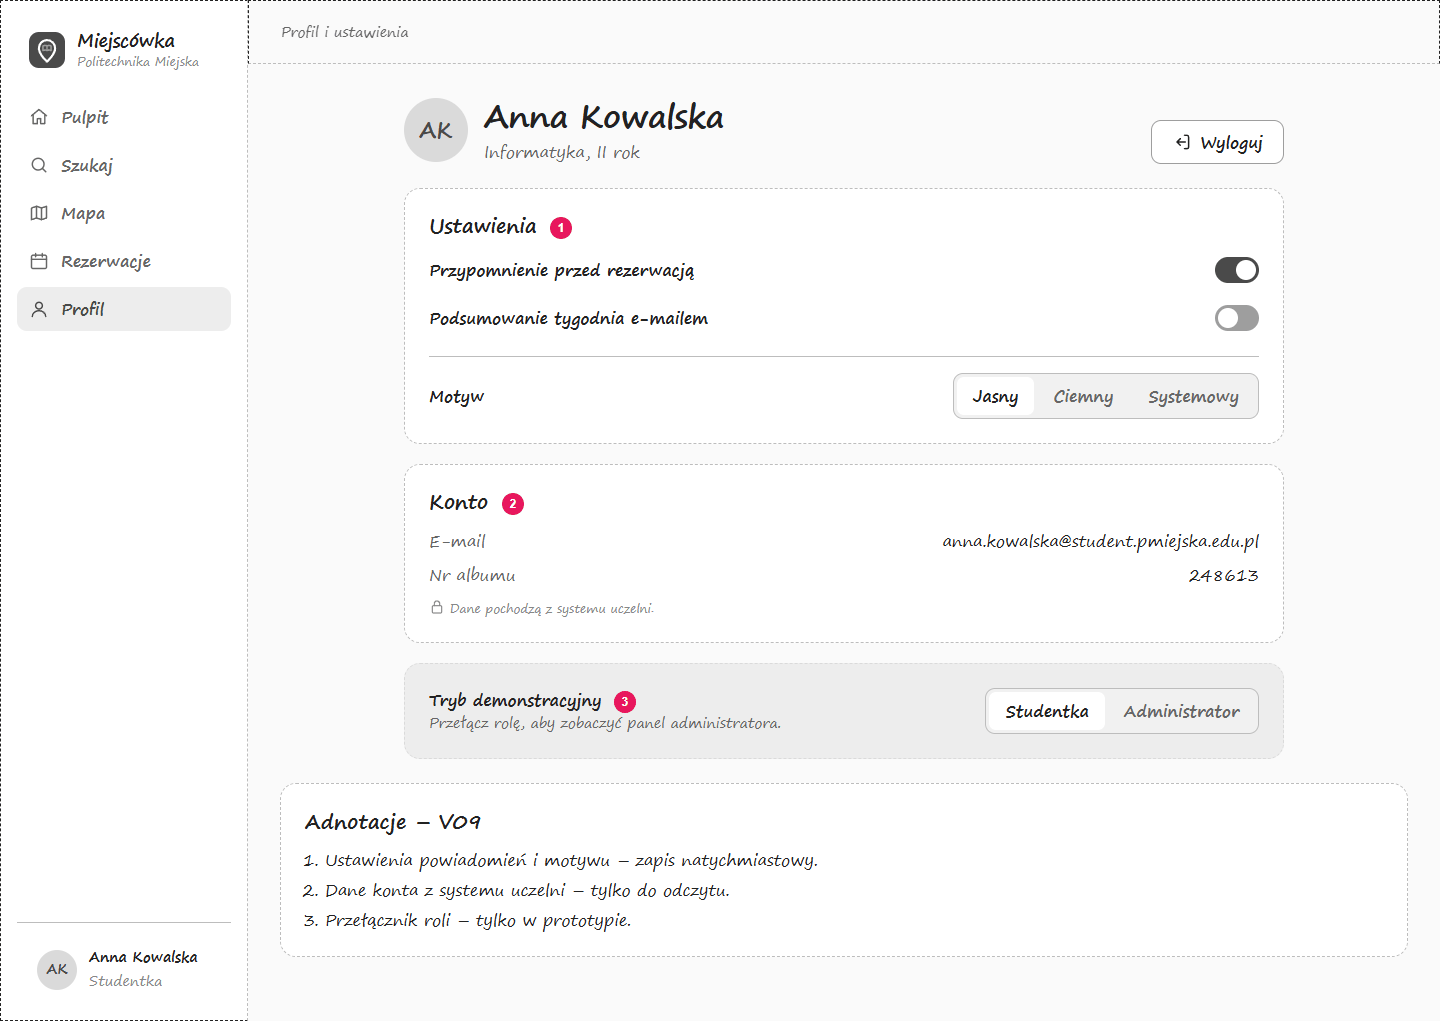 Miejscówka
Politechnika Miejska
Pulpit
Szukaj
Mapa
Rezerwacje
Profil
AK
Anna Kowalska
Studentka
Profil i ustawienia
AK
Anna Kowalska
Informatyka, II rok
Wyloguj
Ustawienia 1
Przypomnienie przed rezerwacją
Podsumowanie tygodnia e-mailem
Motyw Jasny Ciemny Systemowy
Konto 2
E-mail anna.kowalska@student.pmiejska.edu.pl
Nr albumu 248613
Dane pochodzą z systemu uczelni.
Tryb demonstracyjny 3
Przełącz rolę, aby zobaczyć panel administratora.
Studentka Administrator
Adnotacje – V09
1. Ustawienia powiadomień i motywu – zapis natychmiastowy.
2. Dane konta z systemu uczelni – tylko do odczytu.
3. Przełącznik roli – tylko w prototypie.